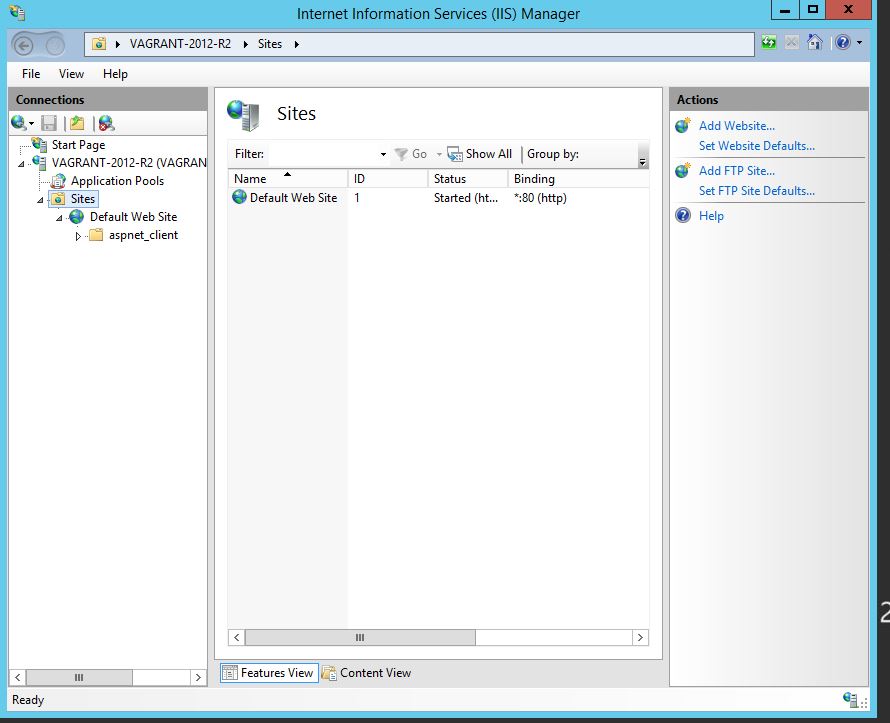 Internet Information Services (IIS) Manager
VAGRANT-2012-R2 Sites
File View Help
Connections
Start Page
VAGRANT-2012-R2 (VAGRAN
Application Pools
Sites
Default Web Site
aspnet_client
Sites
Filter: Go Show All Group by:
Name ID Status Binding
Default Web Site 1 Started (ht... *:80 (http)
Features View Content View
Actions
Add Website...
Set Website Defaults...
Add FTP Site...
Set FTP Site Defaults...
Help
Ready
2